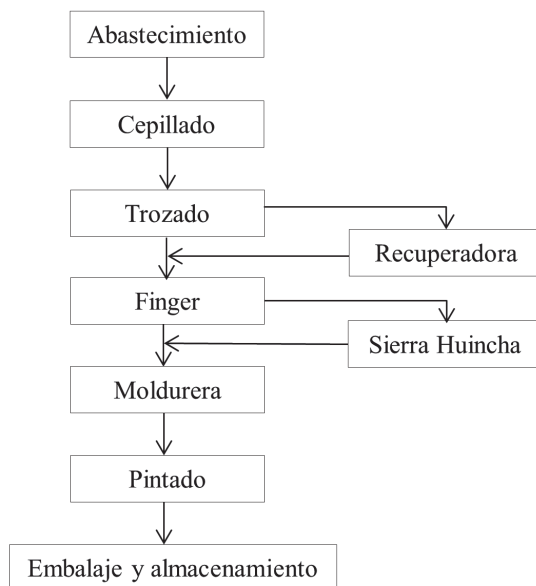 Abastecimiento
Cepillado
Trozado
Recuperadora
Finger
Sierra Huincha
Moldurera
Pintado
Embalaje y almacenamiento